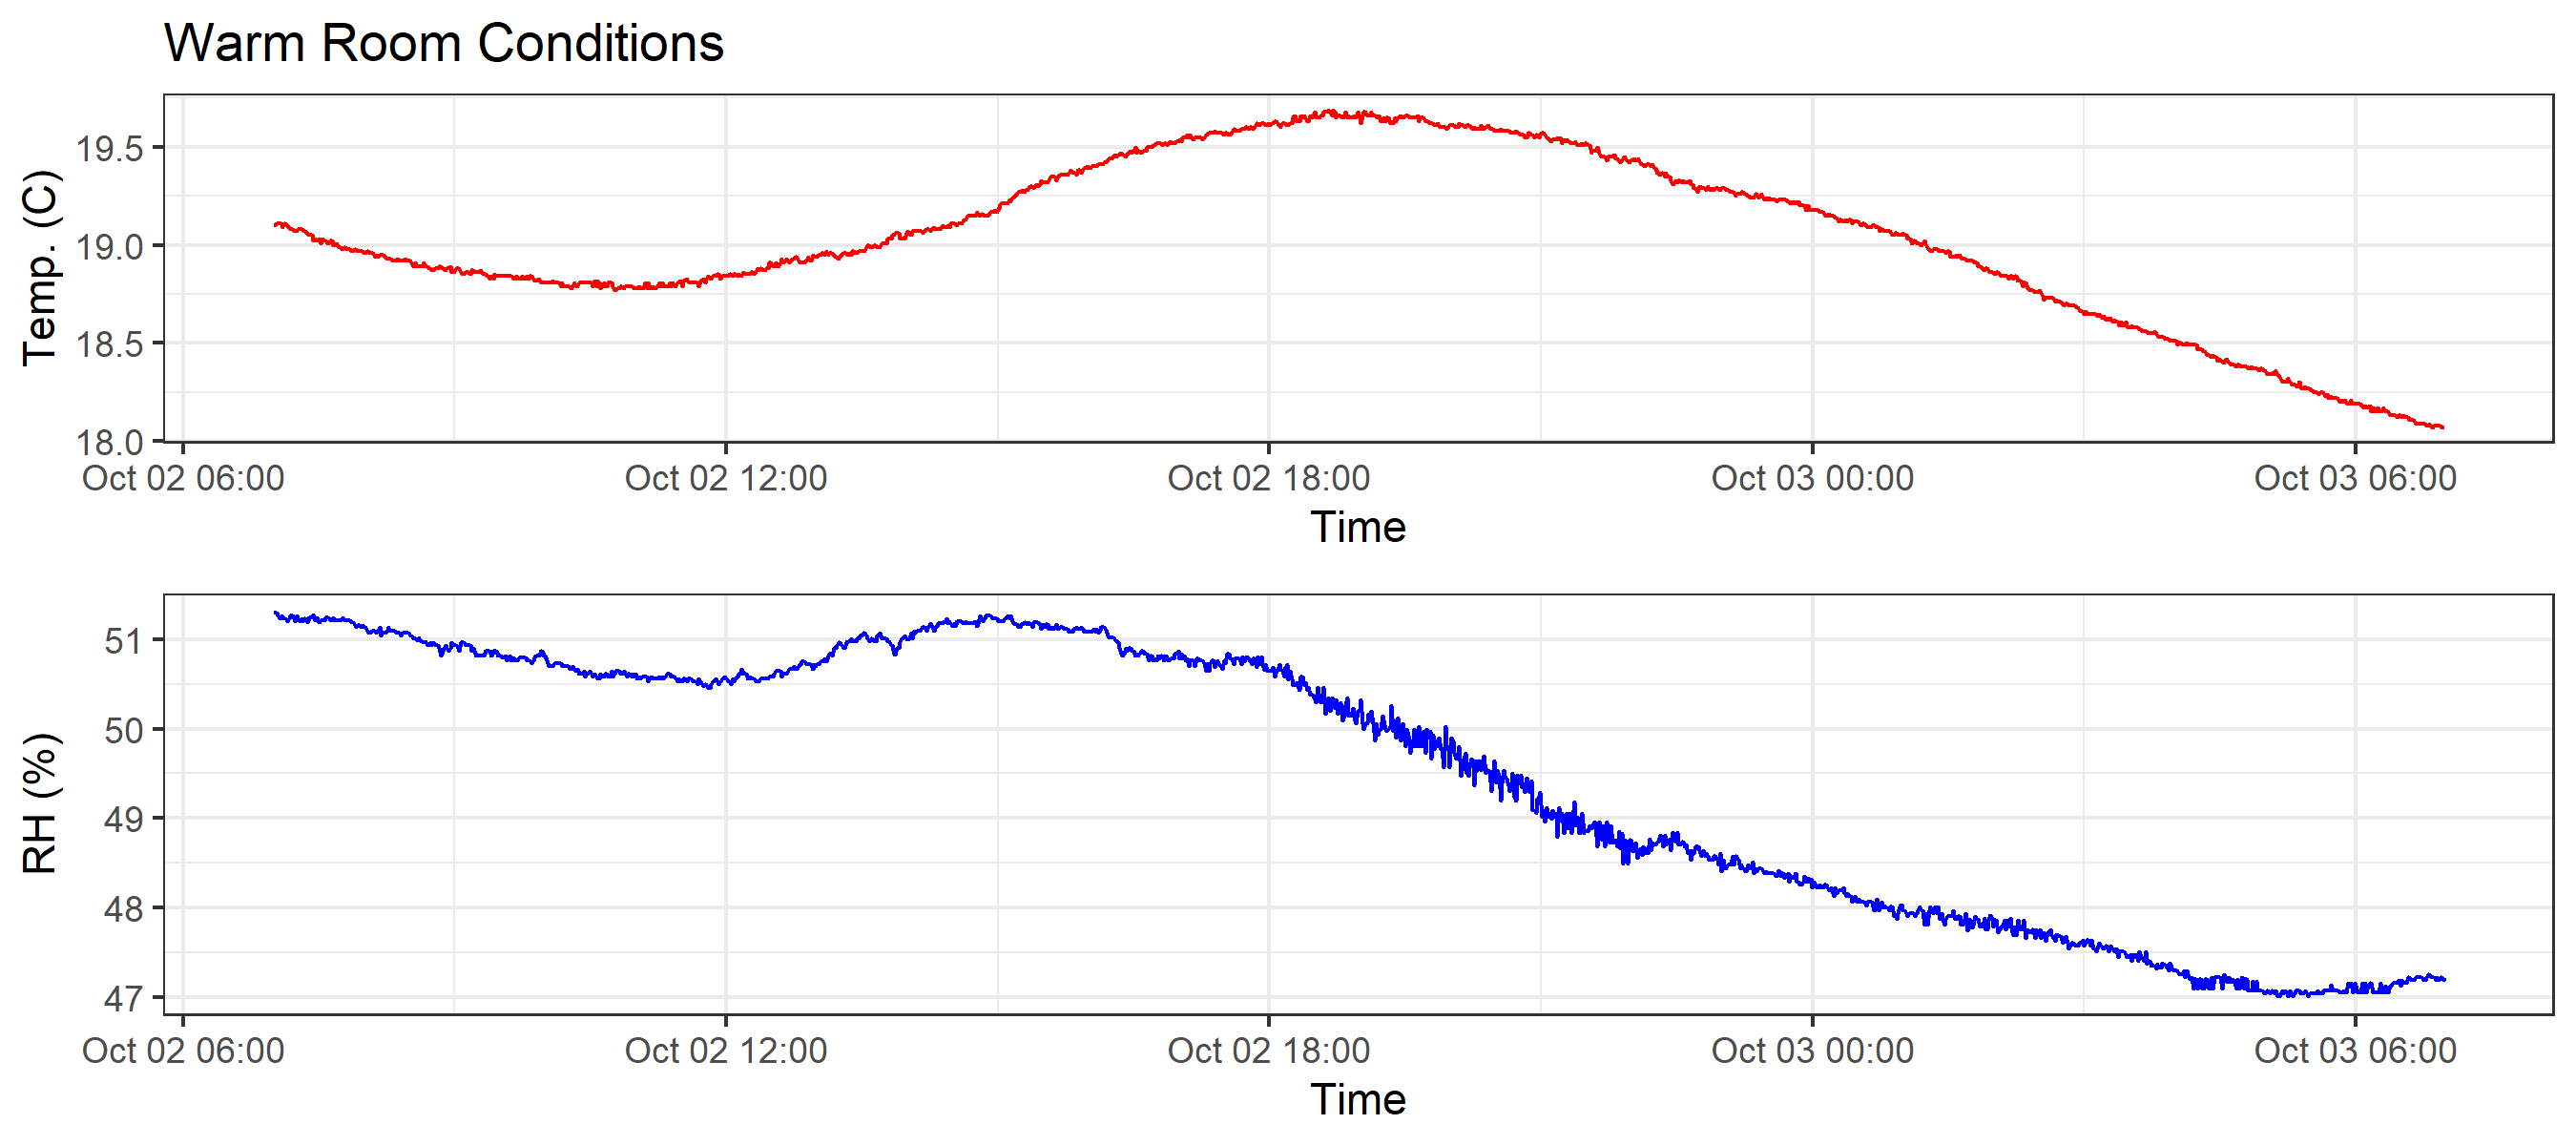 Warm Room Conditions
Temp. (C)
19.5
19.0
18.5
18.0
Oct 02 06:00 Oct 02 12:00 Oct 02 18:00 Oct 03 00:00 Oct 03 06:00
Time
RH (%)
51
50
49
48
47
Oct 02 06:00 Oct 02 12:00 Oct 02 18:00 Oct 03 00:00 Oct 03 06:00
Time